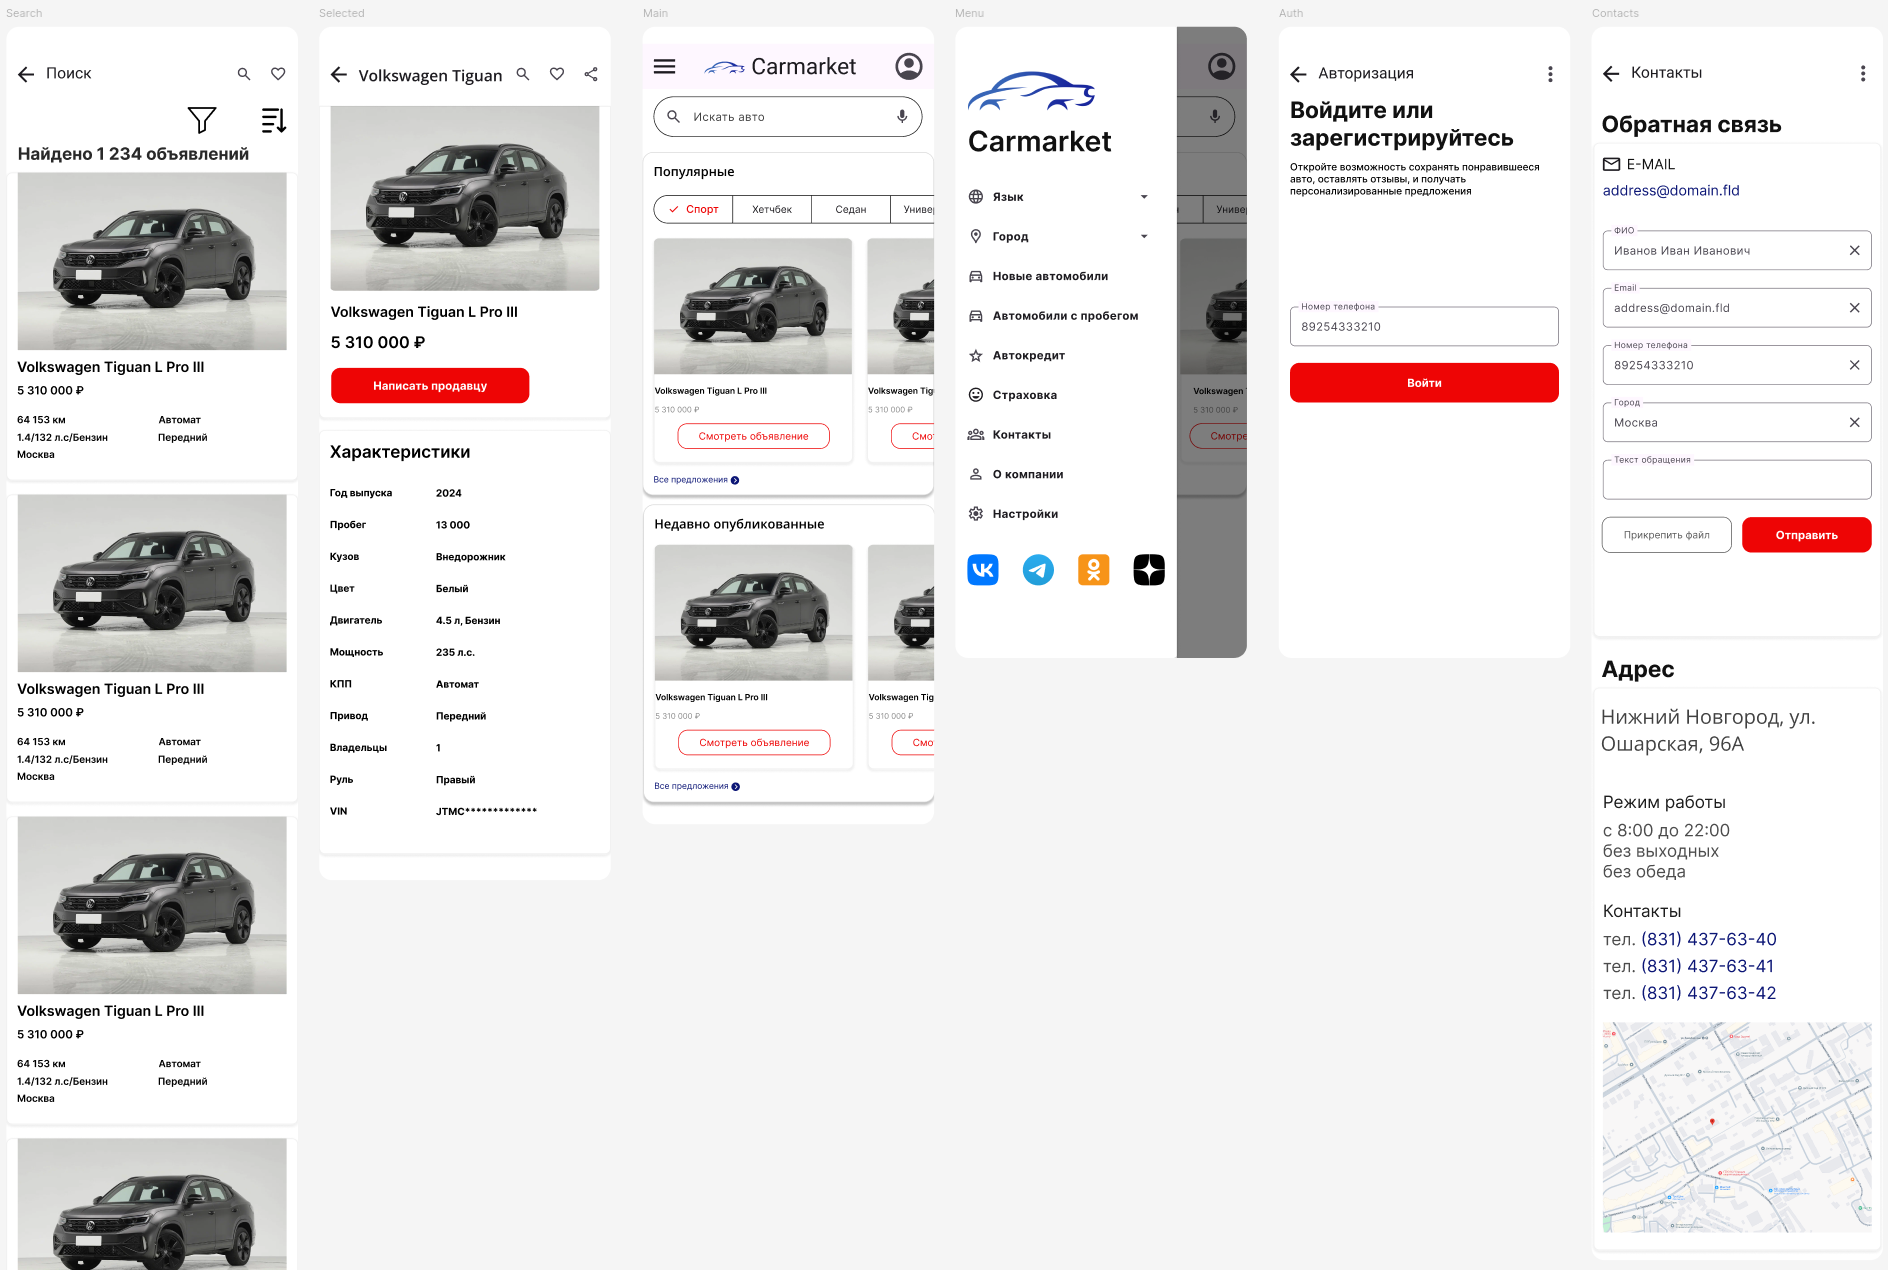 Search
Поиск
Найдено 1 234 объявлений
Volkswagen Tiguan L Pro III
5 310 000 ₽
64 153 км
Автомат
1.4/132 л.с/Бензин
Передний
Москва
Volkswagen Tiguan L Pro III
5 310 000 ₽
64 153 км
Автомат
1.4/132 л.с/Бензин
Передний
Москва
Volkswagen Tiguan L Pro III
5 310 000 ₽
64 153 км
Автомат
1.4/132 л.с/Бензин
Передний
Москва
Selected
Volkswagen Tiguan
Volkswagen Tiguan L Pro III
5 310 000 ₽
Написать продавцу
Характеристики
Год выпуска 2024
Пробег 13 000
Кузов Внедорожник
Цвет Белый
Двигатель 4.5 л, Бензин
Мощность 235 л.с.
КПП Автомат
Привод Передний
Владельцы 1
Руль Правый
VIN JTMC*************
Main
Carmarket
Искать авто
Популярные
Спорт Хетчбек Седан Универ
Volkswagen Tiguan L Pro III
Volkswagen Tig
5 310 000 ₽
5 310 000 ₽
Смотреть объявление
Смо
Все предложения
Недавно опубликованные
Volkswagen Tiguan L Pro III
Volkswagen Tig
5 310 000 ₽
5 310 000 ₽
Смотреть объявление
Смо
Все предложения
Menu
Carmarket
Язык
Город
Новые автомобили
Автомобили с пробегом
Автокредит
Страховка
Контакты
О компании
Настройки
Универ
Volkswagen
5 310 000 ₽
Смотре
Auth
Авторизация
Войдите или
зарегистрируйтесь
Откройте возможность сохранять понравившееся
авто, оставлять отзывы, и получать
персонализированные предложения
Номер телефона
89254333210
Войти
Contacts
Контакты
Обратная связь
E-MAIL
address@domain.fld
ФИО
Иванов Иван Иванович
Email
address@domain.fld
Номер телефона
89254333210
Город
Москва
Текст обращения
Прикрепить файл
Отправить
Адрес
Нижний Новгород, ул.
Ошарская, 96А
Режим работы
с 8:00 до 22:00
без выходных
без обеда
Контакты
тел. (831) 437-63-40
тел. (831) 437-63-41
тел. (831) 437-63-42